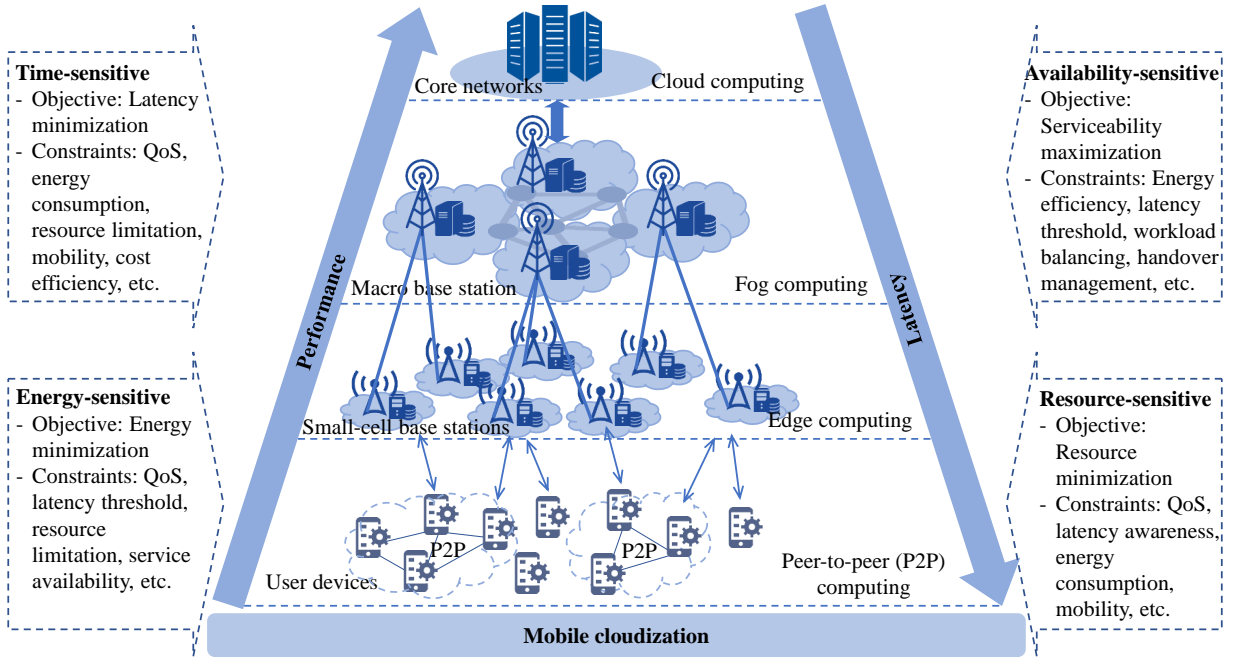 Time-sensitive
- Objective: Latency
minimization
- Constraints: QoS,
energy
consumption,
resource limitation,
mobility, cost
efficiency, etc.
Energy-sensitive
- Objective: Energy
minimization
- Constraints: QoS,
latency threshold,
resource
limitation, service
availability, etc.
Performance
Core networks
Cloud computing
Macro base station
Fog computing
Small-cell base stations
Edge computing
P2P
P2P
User devices
Peer-to-peer (P2P)
computing
Mobile cloudization
Latency
Availability-sensitive
- Objective:
Serviceability
maximization
- Constraints: Energy
efficiency, latency
threshold, workload
balancing, handover
management, etc.
Resource-sensitive
- Objective:
Resource
minimization
- Constraints: QoS,
latency awareness,
energy
consumption,
mobility, etc.